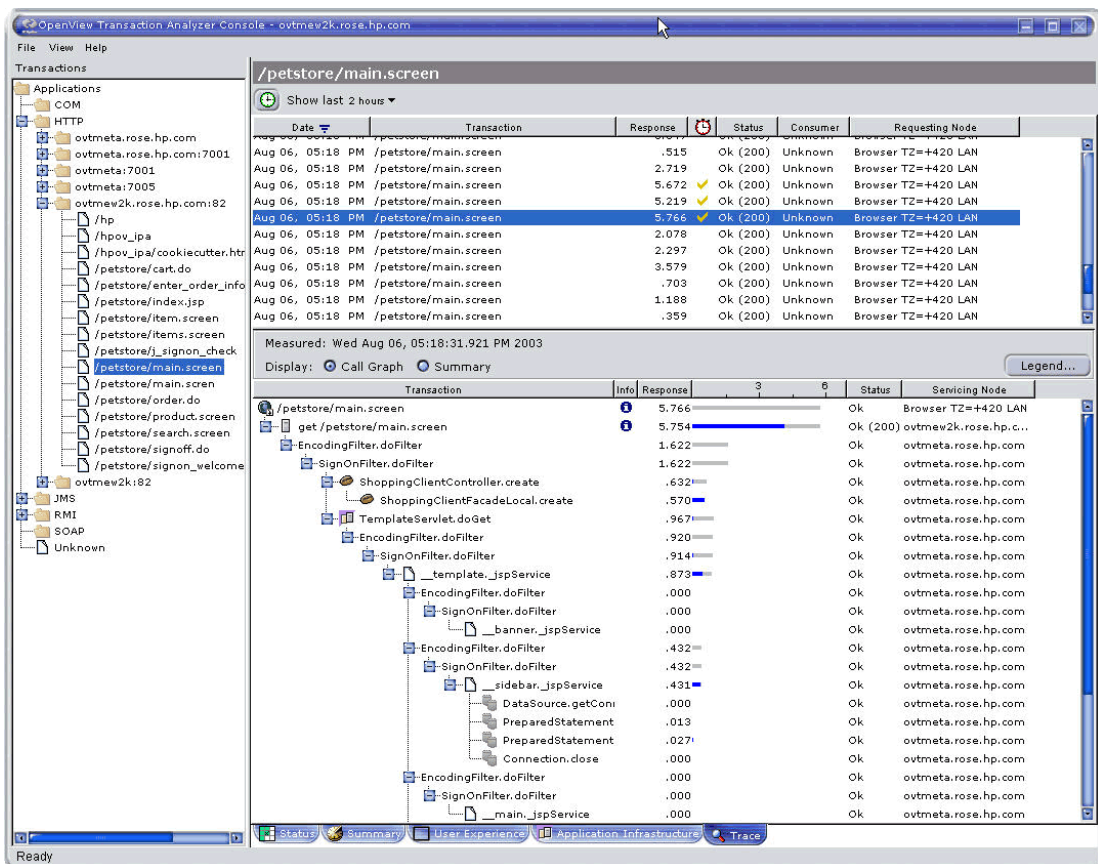 OpenView Transaction Analyzer Console - ovtmew2k.rose.hp.com
File View Help
Transactions
Applications
COM
HTTP
ovtmeta.rose.hp.com
ovtmeta.rose.hp.com:7001
ovtmeta:7001
ovtmeta:7005
ovtmew2k.rose.hp.com:82
/hp
/hpov_ipa
/hpov_ipa/cookiecutter.htr
/petstore/cart.do
/petstore/enter_order_info
/petstore/index.jsp
/petstore/item.screen
/petstore/items.screen
/petstore/j_signon_check
/petstore/main.screen
/petstore/main.scren
/petstore/order.do
/petstore/product.screen
/petstore/search.screen
/petstore/signoff.do
/petstore/signon_welcome
ovtmew2k:82
JMS
RMI
SOAP
Unknown
/petstore/main.screen
Show last 2 hours
Date Transaction Response Status Consumer Requesting Node
Aug 06, 05:18 PM /petstore/main.screen .515 Ok (200) Unknown Browser TZ=+420 LAN
Aug 06, 05:18 PM /petstore/main.screen 2.719 Ok (200) Unknown Browser TZ=+420 LAN
Aug 06, 05:18 PM /petstore/main.screen 5.672 Ok (200) Unknown Browser TZ=+420 LAN
Aug 06, 05:18 PM /petstore/main.screen 5.219 Ok (200) Unknown Browser TZ=+420 LAN
Aug 06, 05:18 PM /petstore/main.screen 5.766 Ok (200) Unknown Browser TZ=+420 LAN
Aug 06, 05:18 PM /petstore/main.screen 2.078 Ok (200) Unknown Browser TZ=+420 LAN
Aug 06, 05:18 PM /petstore/main.screen 2.297 Ok (200) Unknown Browser TZ=+420 LAN
Aug 06, 05:18 PM /petstore/main.screen 3.579 Ok (200) Unknown Browser TZ=+420 LAN
Aug 06, 05:18 PM /petstore/main.screen .703 Ok (200) Unknown Browser TZ=+420 LAN
Aug 06, 05:18 PM /petstore/main.screen 1.188 Ok (200) Unknown Browser TZ=+420 LAN
Aug 06, 05:18 PM /petstore/main.screen .359 Ok (200) Unknown Browser TZ=+420 LAN
Measured: Wed Aug 06, 05:18:31.921 PM 2003
Display: Call Graph Summary Legend...
Transaction Info Response 3 6 Status Servicing Node
/petstore/main.screen 5.766 Ok Browser TZ=+420 LAN
get /petstore/main.screen 5.754 Ok (200) ovtmew2k.rose.hp.c...
EncodingFilter.doFilter 1.622 Ok ovtmeta.rose.hp.com
SignOnFilter.doFilter 1.622 Ok ovtmeta.rose.hp.com
ShoppingClientController.create .632 Ok ovtmeta.rose.hp.com
ShoppingClientFacadeLocal.create .570 Ok ovtmeta.rose.hp.com
TemplateServlet.doGet .967 Ok ovtmeta.rose.hp.com
EncodingFilter.doFilter .920 Ok ovtmeta.rose.hp.com
SignOnFilter.doFilter .914 Ok ovtmeta.rose.hp.com
__template._jspService .873 Ok ovtmeta.rose.hp.com
EncodingFilter.doFilter .000 Ok ovtmeta.rose.hp.com
SignOnFilter.doFilter .000 Ok ovtmeta.rose.hp.com
__banner._jspService .000 Ok ovtmeta.rose.hp.com
EncodingFilter.doFilter .432 Ok ovtmeta.rose.hp.com
SignOnFilter.doFilter .432 Ok ovtmeta.rose.hp.com
__sidebar._jspService .431 Ok ovtmeta.rose.hp.com
DataSource.getConn .000 Ok ovtmeta.rose.hp.com
PreparedStatement .013 Ok ovtmeta.rose.hp.com
PreparedStatement .027 Ok ovtmeta.rose.hp.com
Connection.close .000 Ok ovtmeta.rose.hp.com
EncodingFilter.doFilter .000 Ok ovtmeta.rose.hp.com
SignOnFilter.doFilter .000 Ok ovtmeta.rose.hp.com
__main._jspService .000 Ok ovtmeta.rose.hp.com
Status Summary User Experience Application Infrastructure Trace
Ready